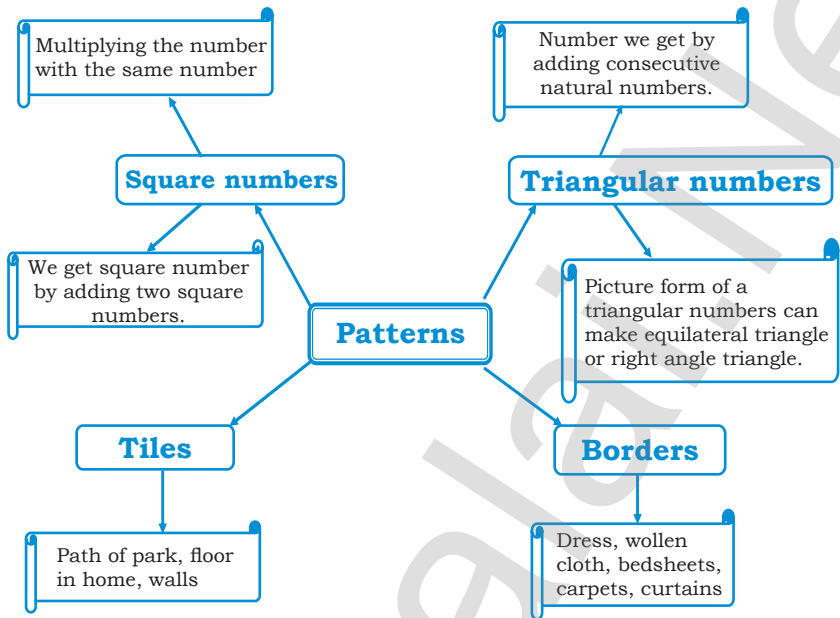 Multiplying the number
with the same number
Number we get by
adding consecutive
natural numbers.
Square numbers
Triangular numbers
We get square number
by adding two square
numbers.
Picture form of a
triangular numbers can
make equilateral triangle
or right angle triangle.
Patterns
Tiles
Borders
Path of park, floor
in home, walls
Dress, wollen
cloth, bedsheets,
carpets, curtains